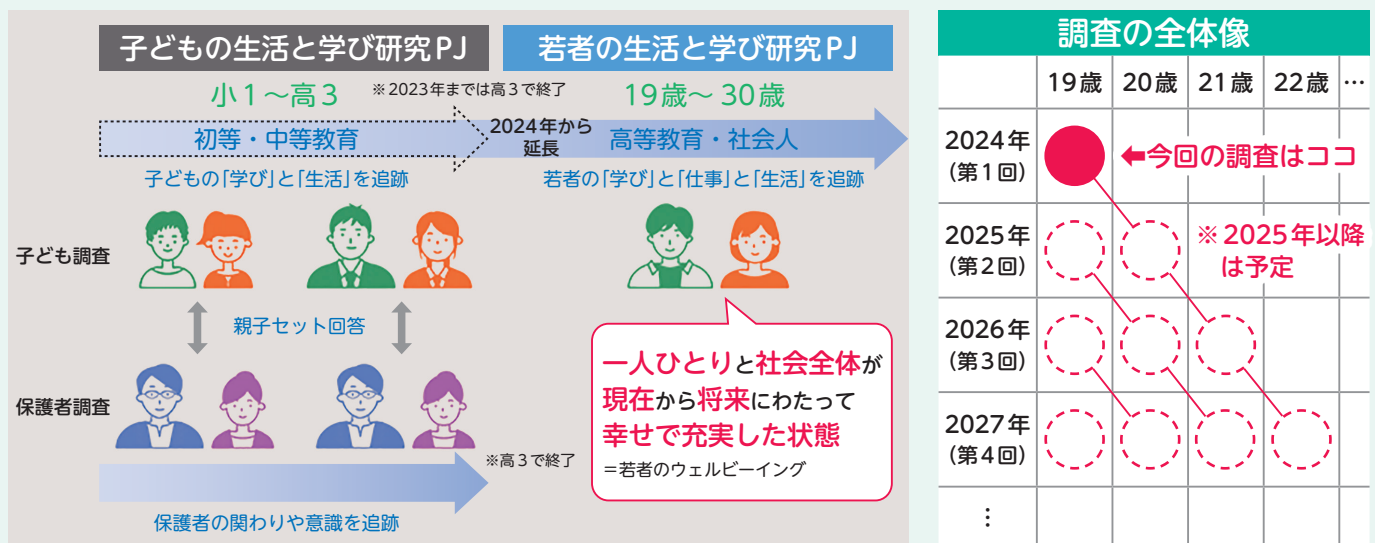 子どもの生活と学び研究PJ
若者の生活と学び研究PJ
小1～高3
※2023年までは高3で終了
19歳～30歳
初等・中等教育
2024年から
延長
高等教育・社会人
子どもの「学び」と「生活」を追跡
若者の「学び」と「仕事」と「生活」を追跡
子ども調査
親子セット回答
保護者調査
一人ひとりと社会全体が
現在から将来にわたって
幸せで充実した状態
＝若者のウェルビーイング
※高3で終了
保護者の関わりや意識を追跡
調査の全体像
19歳 20歳 21歳 22歳 …
2024年
(第1回)
⬅今回の調査はココ
2025年
(第2回)
※2025年以降
は予定
2026年
(第3回)
2027年
(第4回)
⋮